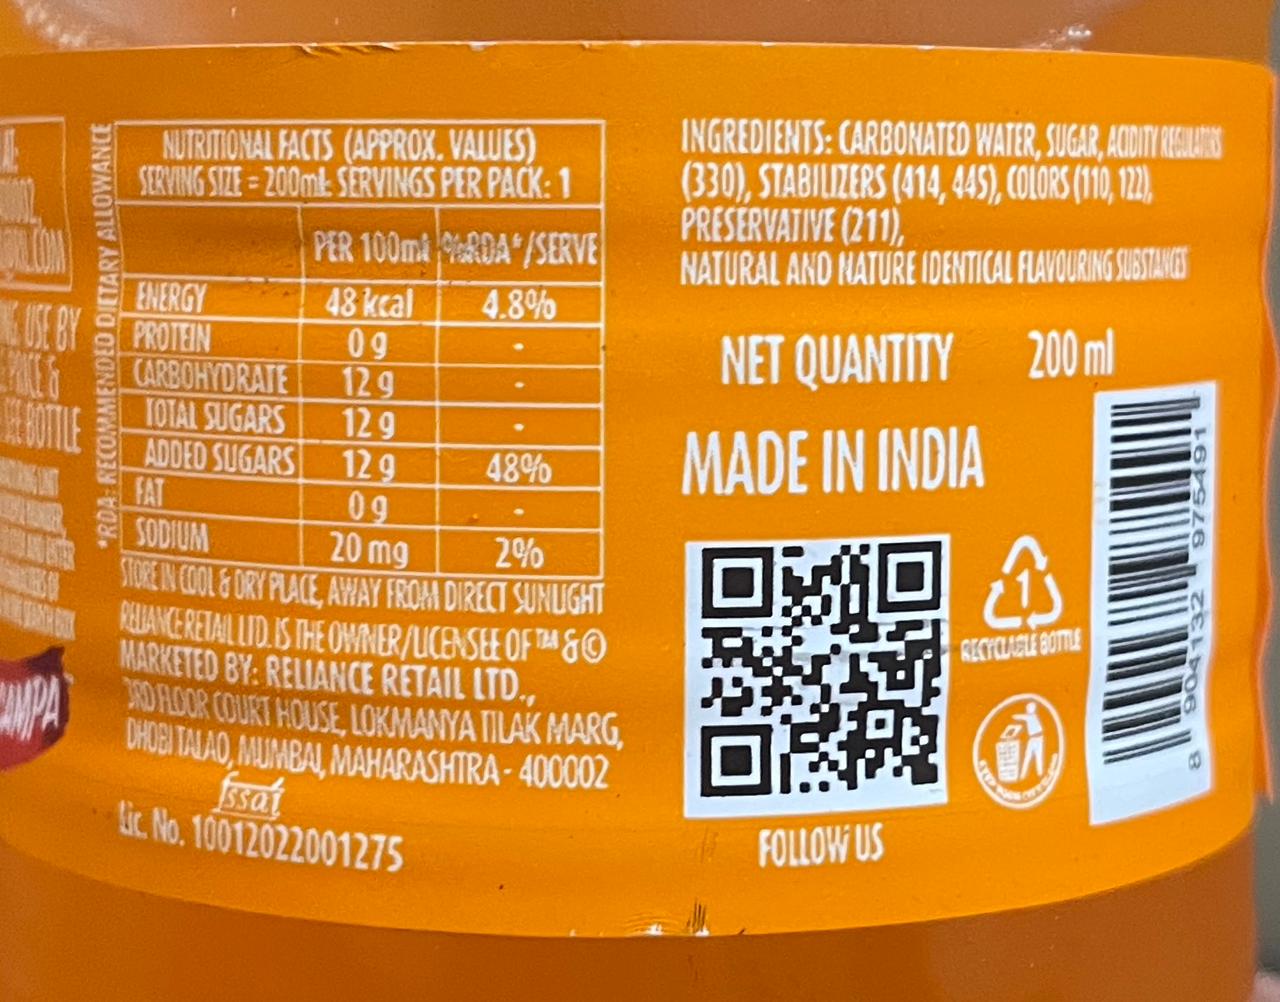 USE BY
BOTTLE
*RDA: RECOMMENDED DIETARY ALLOWANCE
NUTRITIONAL FACTS (APPROX. VALUES)
SERVING SIZE = 200ml: SERVINGS PER PACK: 1
PER 100ml %RDA*/SERVE
ENERGY 48 kcal 4.8%
PROTEIN 0 g -
CARBOHYDRATE 12 g -
TOTAL SUGARS 12 g -
ADDED SUGARS 12 g 48%
FAT 0 g -
SODIUM 20 mg 2%
STORE IN COOL & DRY PLACE, AWAY FROM DIRECT SUNLIGHT
RELIANCE RETAIL LTD. IS THE OWNER/LICENSEE OF ™ & ©
MARKETED BY: RELIANCE RETAIL LTD.,
3RD FLOOR COURT HOUSE, LOKMANYA TILAK MARG,
DHOBI TALAO, MUMBAI, MAHARASHTRA - 400002
fssai
Lic. No. 10012022001275
INGREDIENTS: CARBONATED WATER, SUGAR, ACIDITY REGULATORS
(330), STABILIZERS (414, 445), COLORS (110, 122),
PRESERVATIVE (211),
NATURAL AND NATURE IDENTICAL FLAVOURING SUBSTANCES
NET QUANTITY 200 ml
MADE IN INDIA
1
RECYCLABLE BOTTLE
FOLLOW US
8 904132 975491